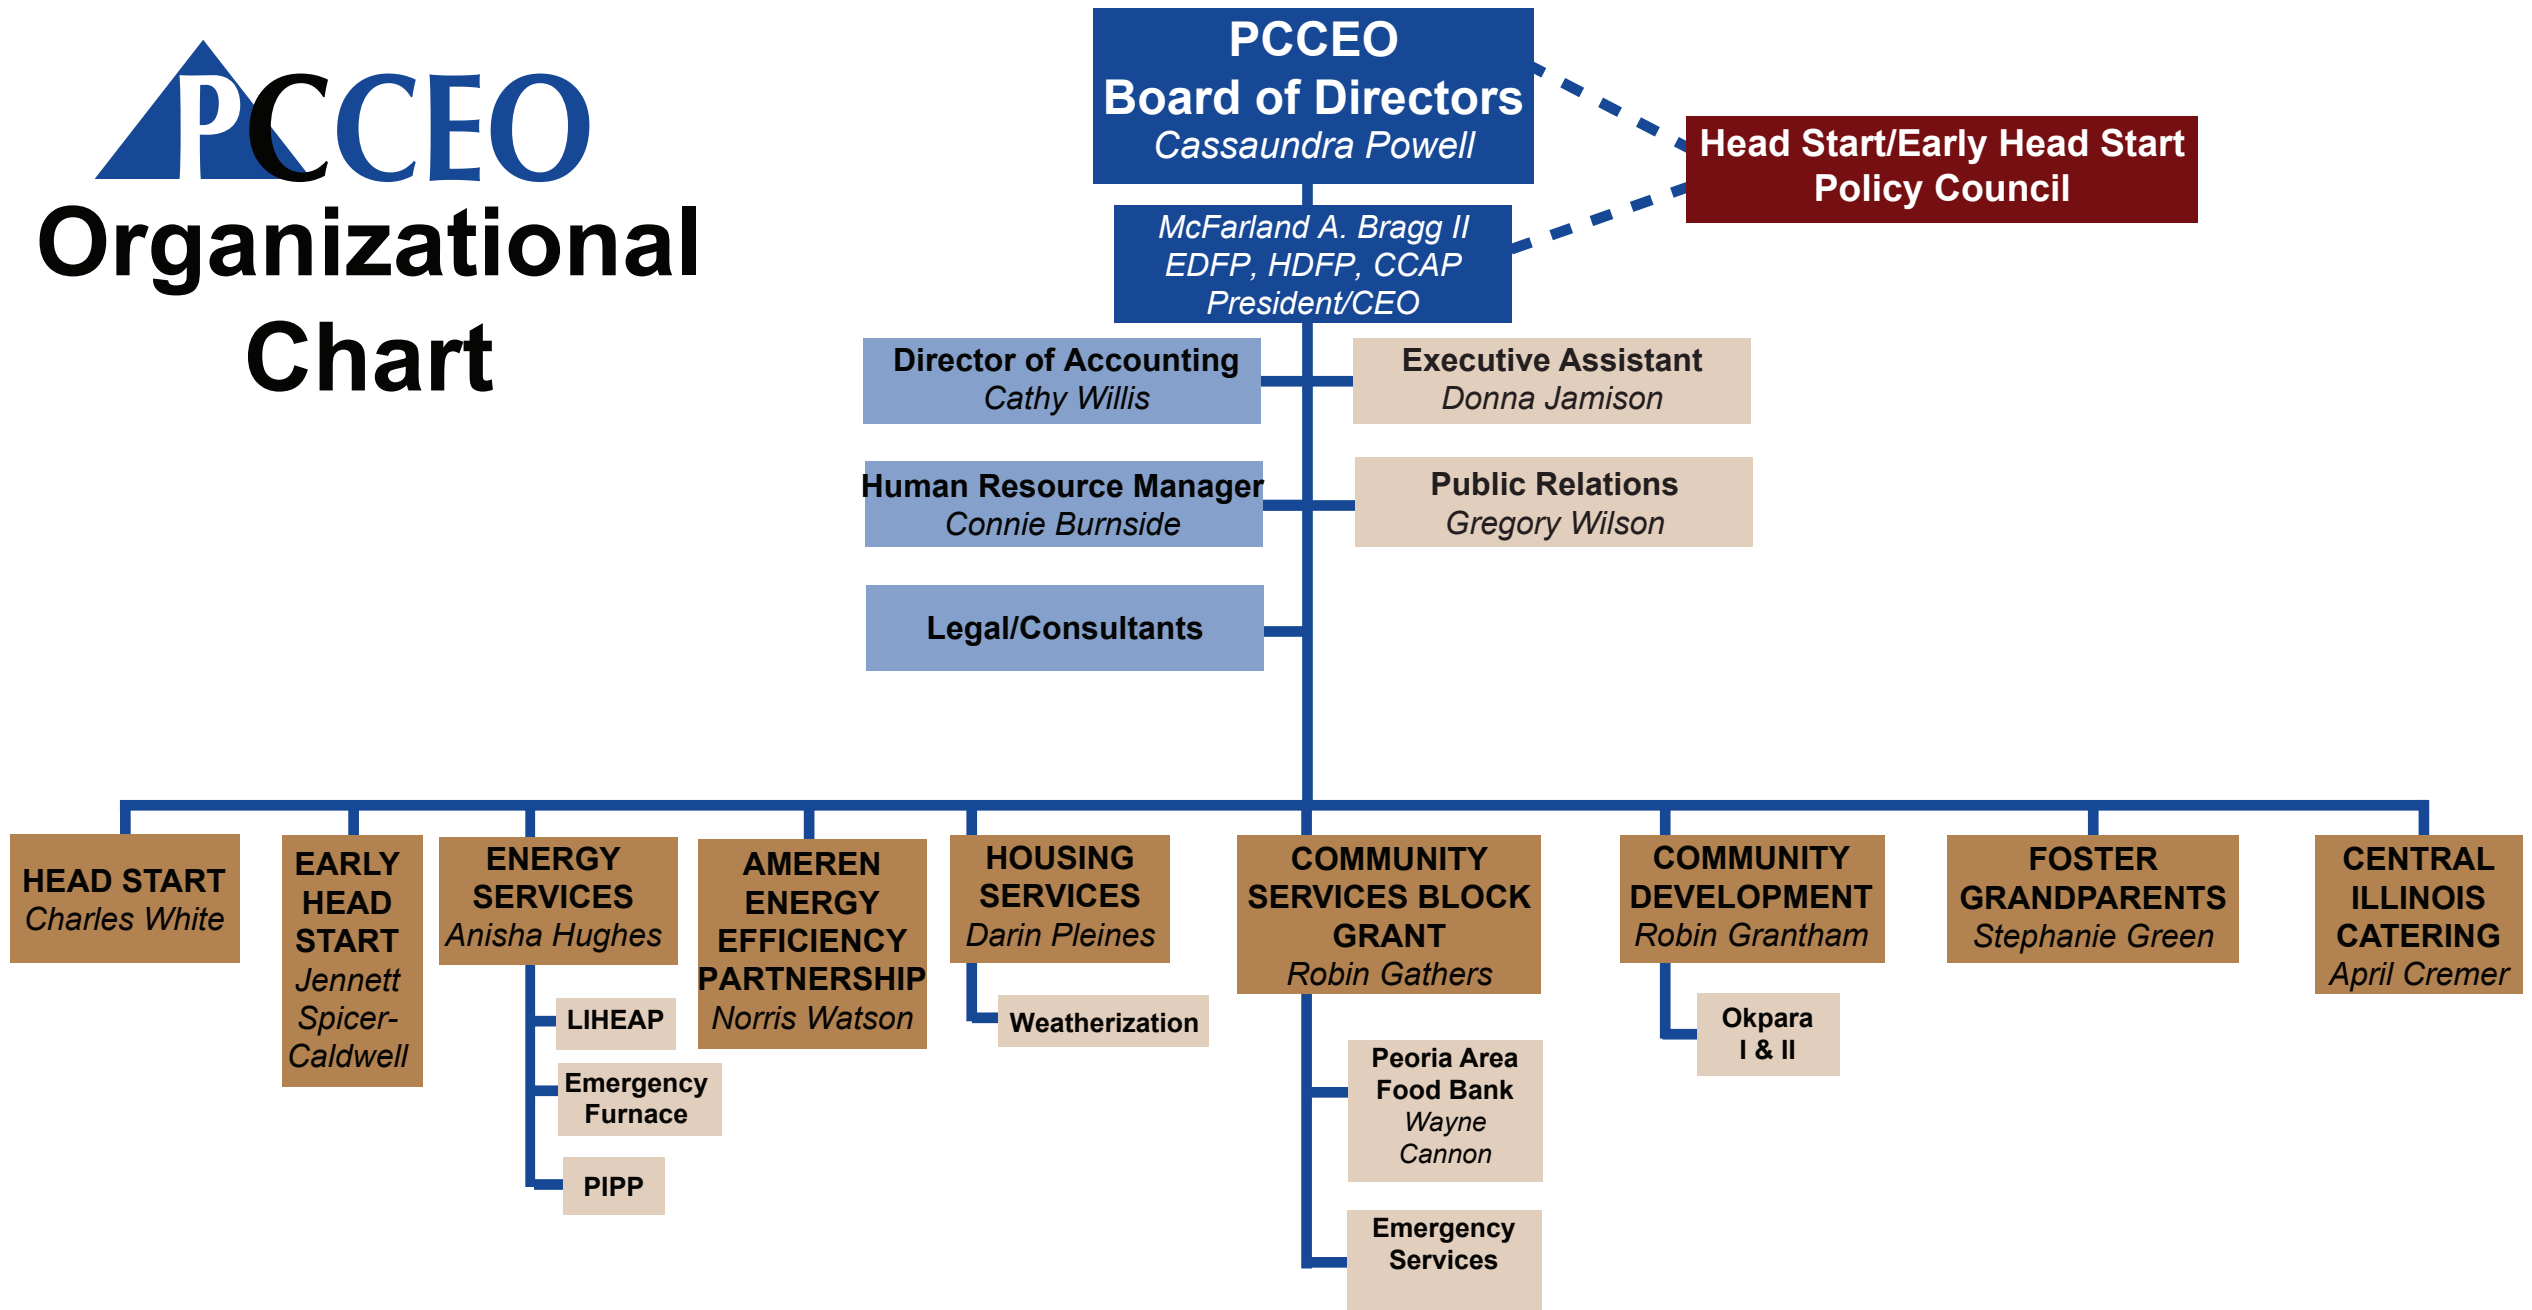 PCCEO
Organizational
Chart
PCCEO
Board of Directors
Cassaundra Powell
Head Start/Early Head Start
Policy Council
McFarland A. Bragg II
EDFP, HDFP, CCAP
President/CEO
Director of Accounting
Cathy Willis
Executive Assistant
Donna Jamison
Human Resource Manager
Connie Burnside
Public Relations
Gregory Wilson
Legal/Consultants
HEAD START
Charles White
EARLY
HEAD
START
Jennett
Spicer-
Caldwell
ENERGY
SERVICES
Anisha Hughes
LIHEAP
Emergency
Furnace
PIPP
AMEREN
ENERGY
EFFICIENCY
PARTNERSHIP
Norris Watson
HOUSING
SERVICES
Darin Pleines
Weatherization
COMMUNITY
SERVICES BLOCK
GRANT
Robin Gathers
Peoria Area
Food Bank
Wayne
Cannon
Emergency
Services
COMMUNITY
DEVELOPMENT
Robin Grantham
Okpara
I & II
FOSTER
GRANDPARENTS
Stephanie Green
CENTRAL
ILLINOIS
CATERING
April Cremer